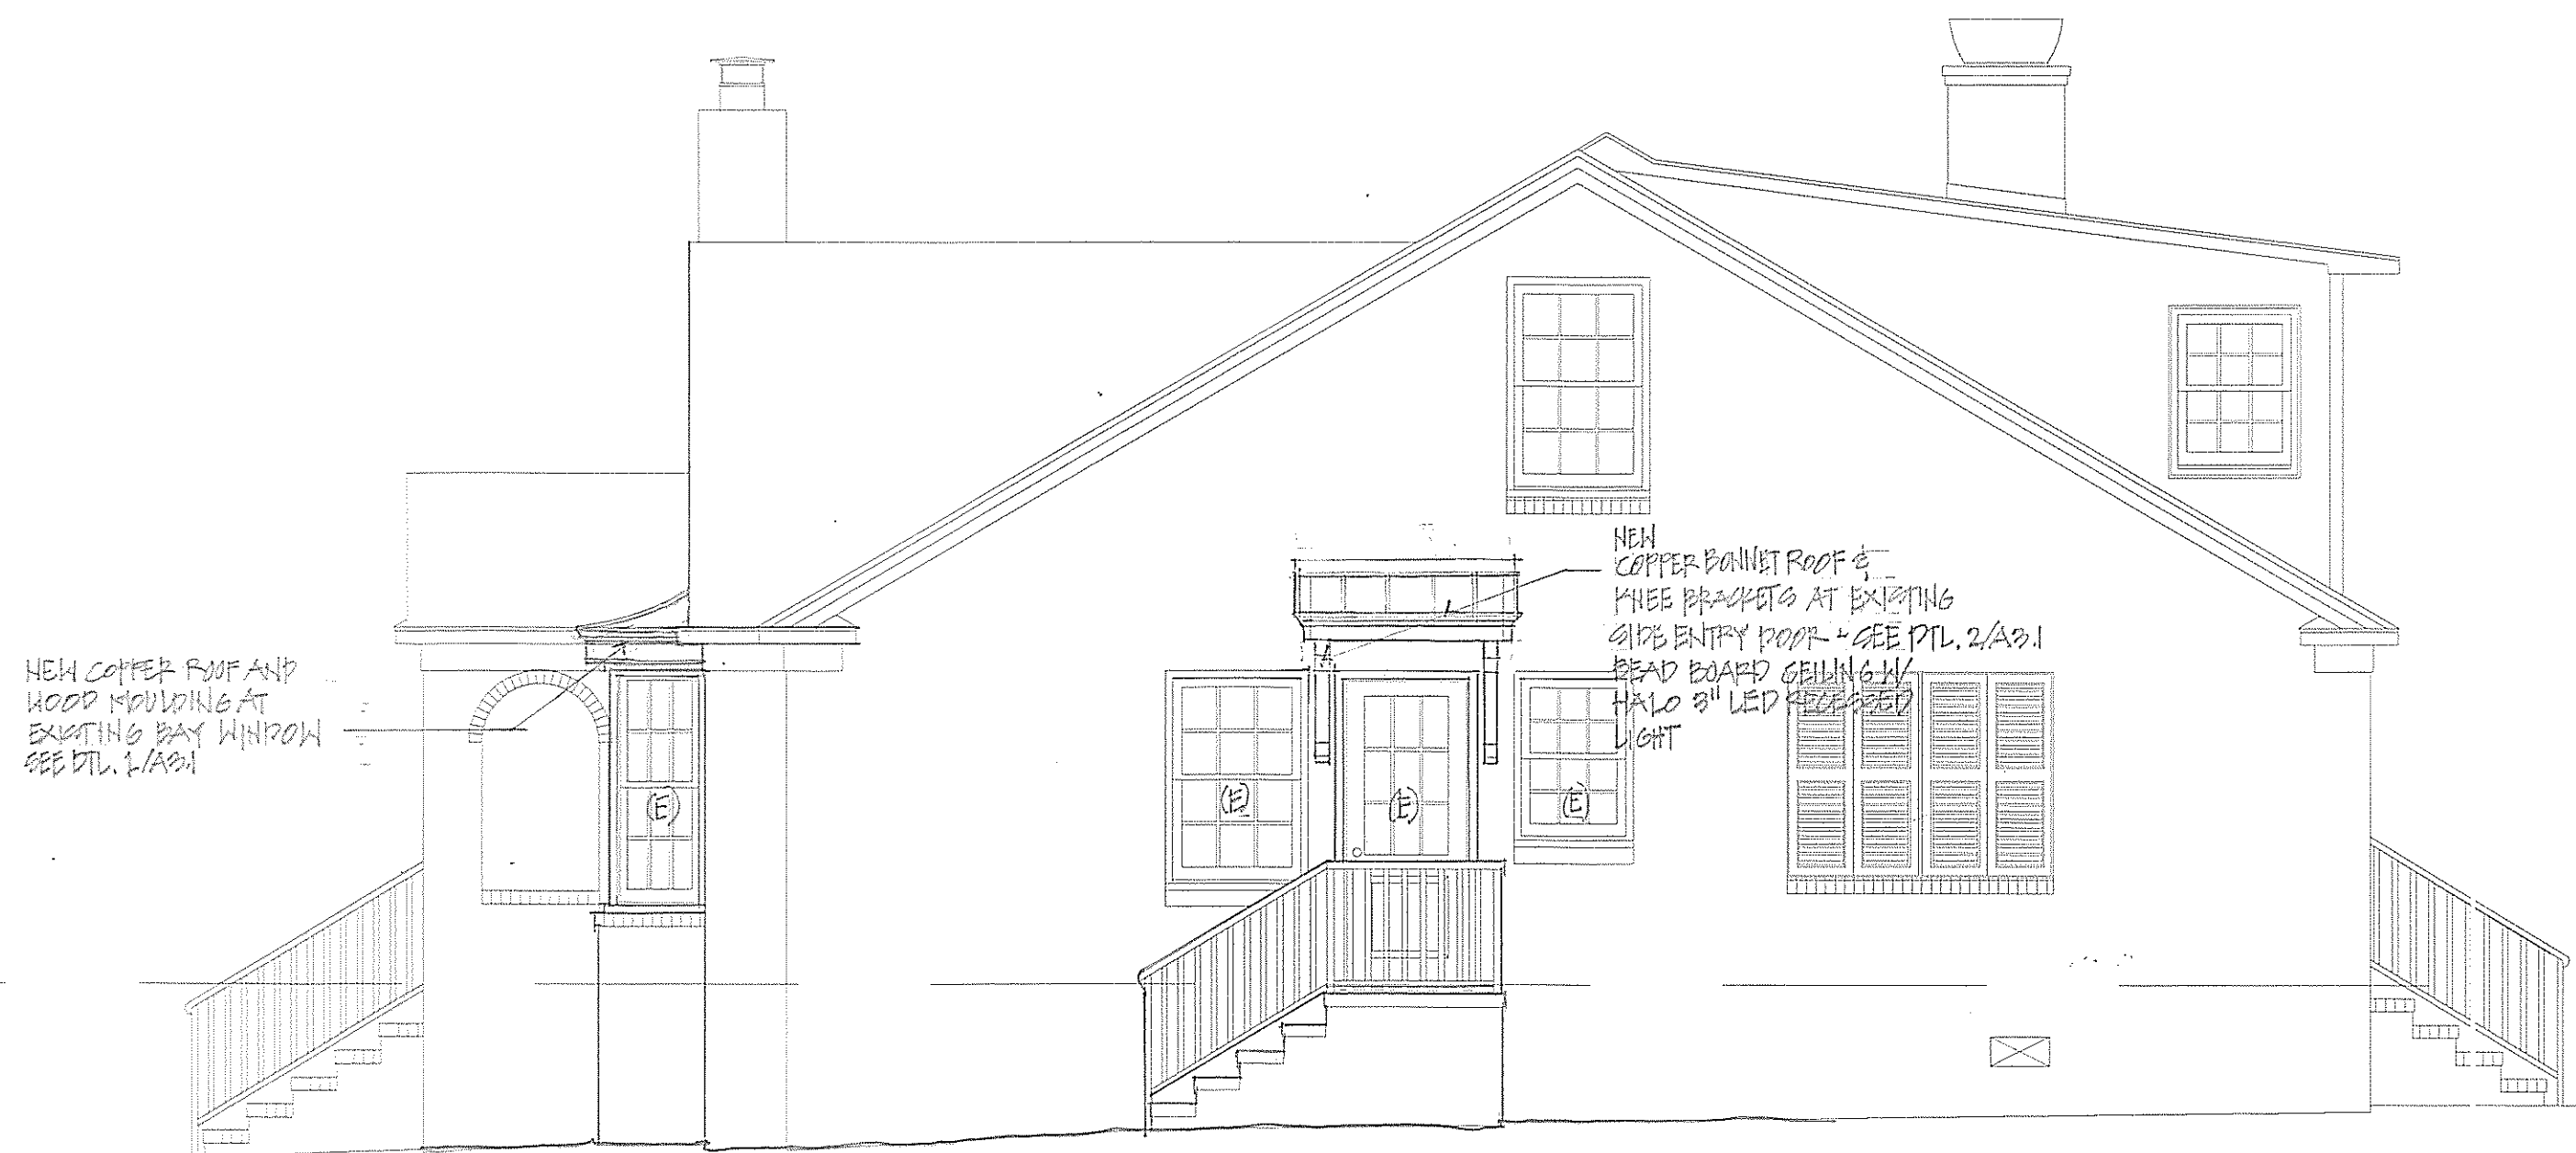 NEW COPPER ROOF AND
WOOD MOULDING AT
EXISTING BAY WINDOW
SEE DTL. 1/A3.1
NEW
COPPER BONNET ROOF &
KNEE BRACKETS AT EXISTING
SIDE ENTRY DOOR - SEE DTL. 2/A3.1
BEAD BOARD CEILING W/
HALO 3" LED RECESSED
LIGHT
(E)
(E)
(E)
(E)